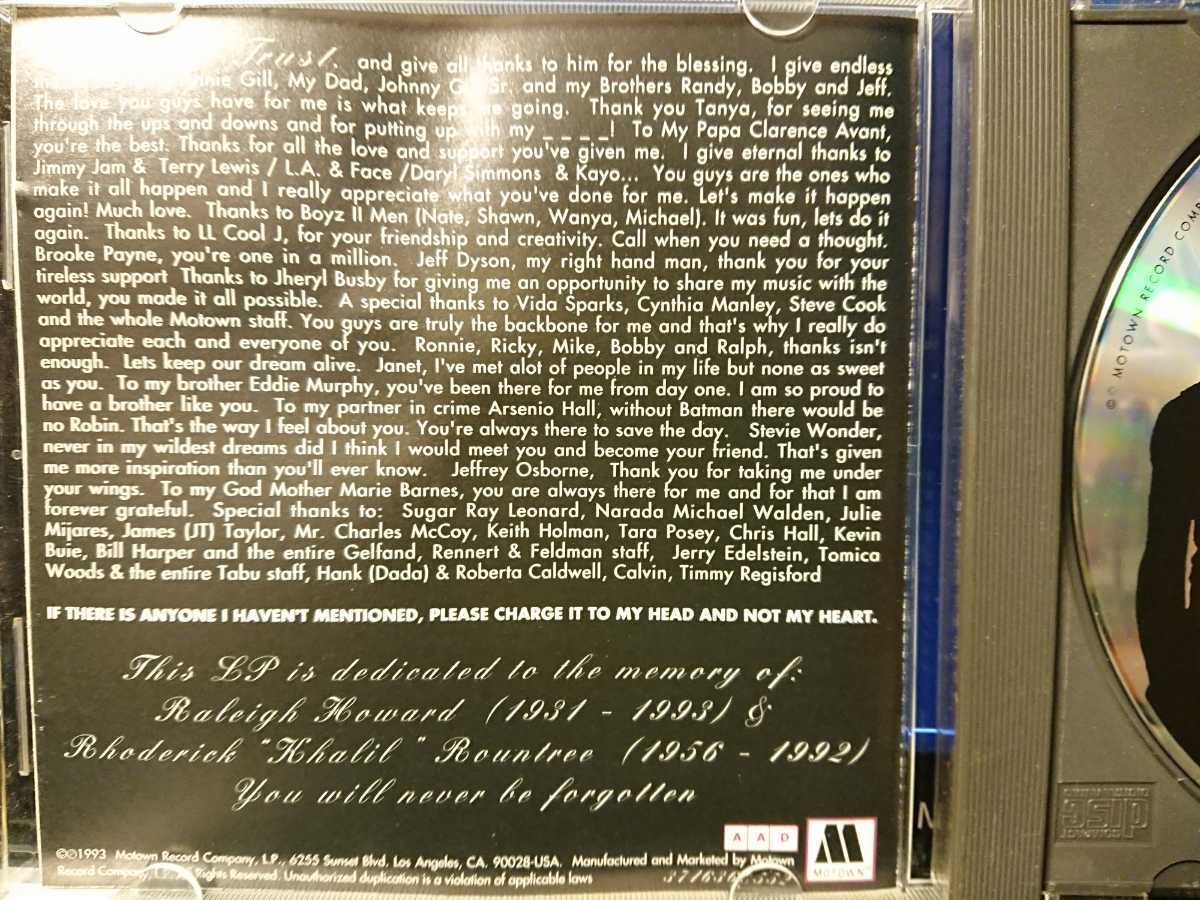 Trust. and give all thanks to him for the blessing. I give endless
Gill, My Dad, Johnny Sr. and my Brothers Randy, Bobby and Jeff.
The love you guys have for me is what keeps me going. Thank you Tanya, for seeing me
through the ups and downs and for putting up with my _ _ _ _! To My Papa Clarence Avant,
you're the best. Thanks for all the love and support you've given me. I give eternal thanks to
Jimmy Jam & Terry Lewis / L.A. & Face /Daryl Simmons & Kayo... You guys are the ones who
make it all happen and I really appreciate what you've done for me. Let's make it happen
again! Much love. Thanks to Boyz II Men (Nate, Shawn, Wanya, Michael). It was fun, lets do it
again. Thanks to LL Cool J, for your friendship and creativity. Call when you need a thought.
Brooke Payne, you're one in a million. Jeff Dyson, my right hand man, thank you for your
tireless support Thanks to Jheryl Busby for giving me an opportunity to share my music with the
world, you made it all possible. A special thanks to Vida Sparks, Cynthia Manley, Steve Cook
and the whole Motown staff. You guys are truly the backbone for me and that's why I really do
appreciate each and everyone of you. Ronnie, Ricky, Mike, Bobby and Ralph, thanks isn't
enough. Lets keep our dream alive. Janet, I've met alot of people in my life but none as sweet
as you. To my brother Eddie Murphy, you've been there for me from day one. I am so proud to
have a brother like you. To my partner in crime Arsenio Hall, without Batman there would be
no Robin. That's the way I feel about you. You're always there to save the day. Stevie Wonder,
never in my wildest dreams did I think I would meet you and become your friend. That's given
me more inspiration than you'll ever know. Jeffrey Osborne, Thank you for taking me under
your wings. To my God Mother Marie Barnes, you are always there for me and for that I am
forever grateful. Special thanks to: Sugar Ray Leonard, Narada Michael Walden, Julie
Mijares, James (JT) Taylor, Mr. Charles McCoy, Keith Holman, Tara Posey, Chris Hall, Kevin
Buie, Bill Harper and the entire Gelfand, Rennert & Feldman staff, Jerry Edelstein, Tomica
Woods & the entire Tabu staff, Hank (Dada) & Roberta Caldwell, Calvin, Timmy Regisford
IF THERE IS ANYONE I HAVEN'T MENTIONED, PLEASE CHARGE IT TO MY HEAD AND NOT MY HEART.
This LP is dedicated to the memory of:
Raleigh Howard (1931 - 1993) &
Rhoderick "Khalil" Rountree (1956 - 1992)
You will never be forgotten
A A D
©℗1993 Motown Record Company, L.P., 6255 Sunset Blvd. Los Angeles, CA. 90028-USA. Manufactured and Marketed by Motown
Record Company, L.P. All Rights Reserved. Unauthorized duplication is a violation of applicable laws
MOTOWN
© ℗ MOTOWN RECORD COMP